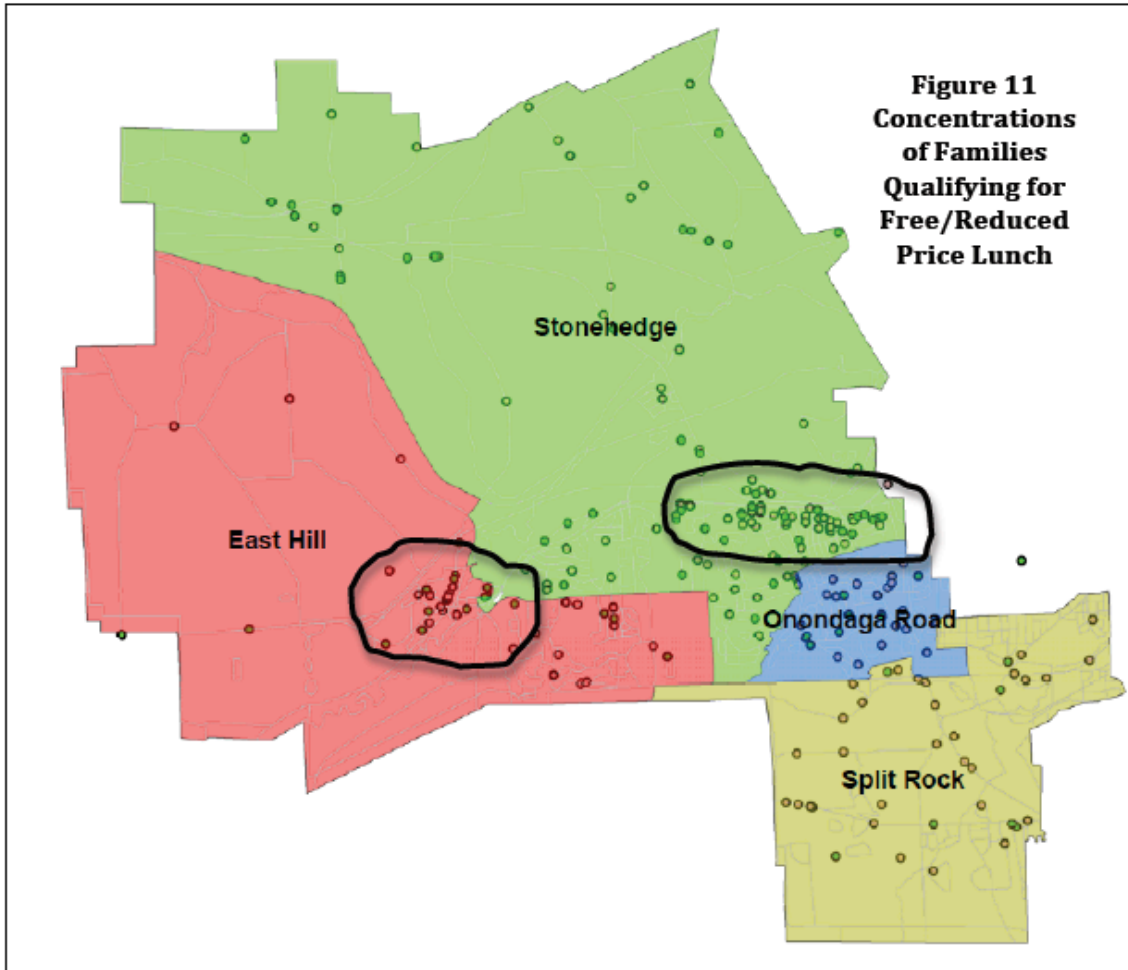 Figure 11
Concentrations
of Families
Qualifying for
Free/Reduced
Price Lunch
Stonehedge
East Hill
Onondaga Road
Split Rock